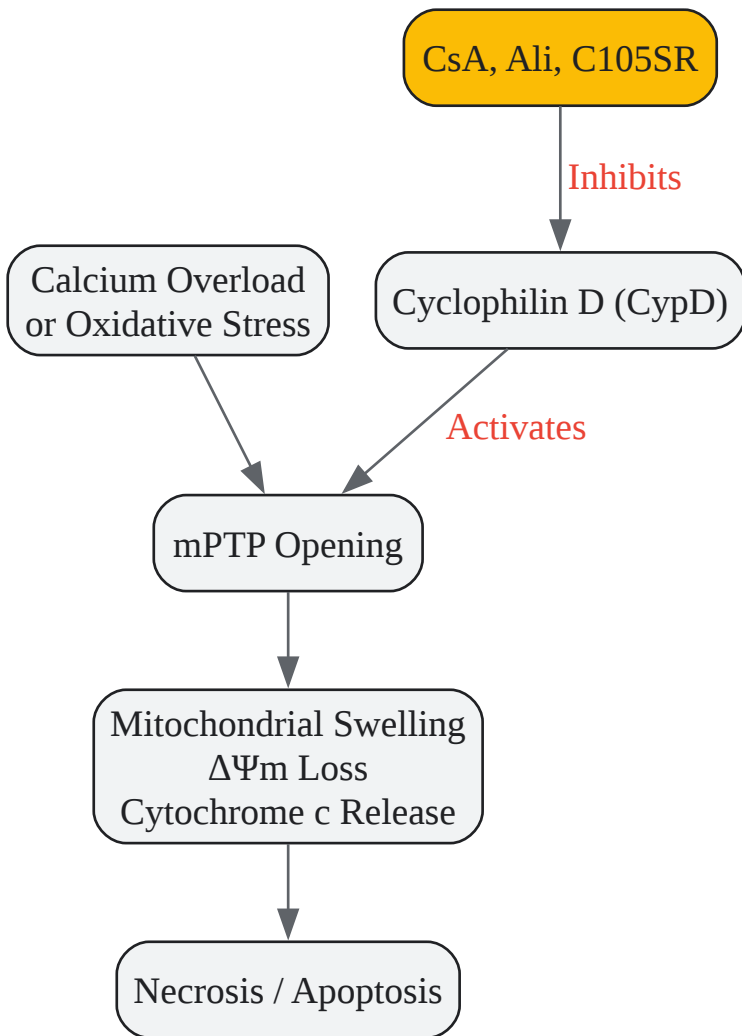 CsA, Ali, C105SR
Inhibits
Calcium Overload
or Oxidative Stress
Cyclophilin D (CypD)
Activates
mPTP Opening
Mitochondrial Swelling
ΔΨm Loss
Cytochrome c Release
Necrosis / Apoptosis